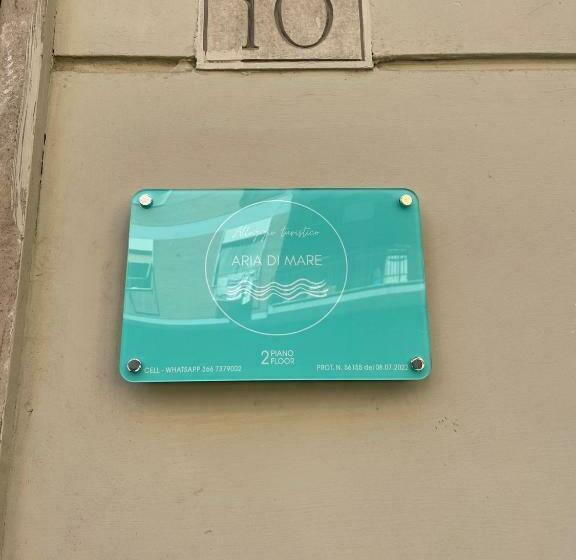 10
Alloggio turistico
ARIA DI MARE
2 PIANO
FLOOR
CELL - WHATSAPP 366 7379002
PROT. N. 56155 del 08.07.2022